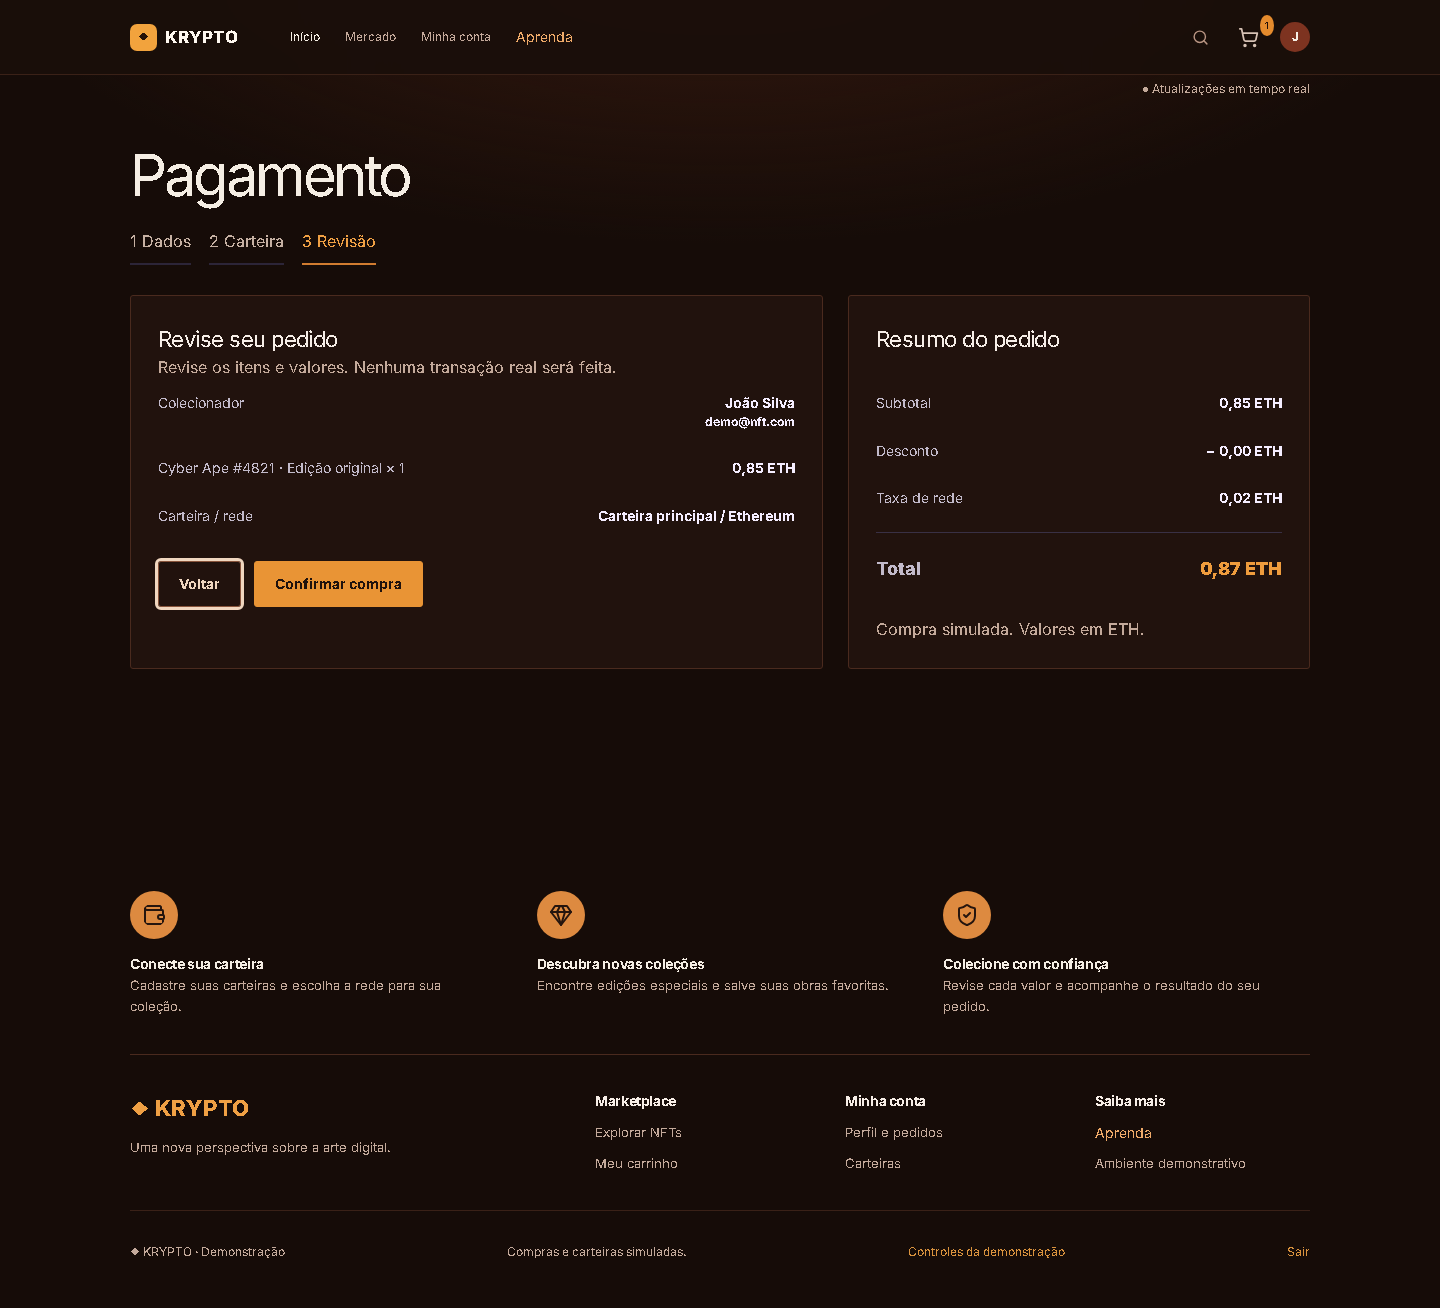 KRYPTO
Início
Mercado
Minha conta
Aprenda
1
J
● Atualizações em tempo real
Pagamento
1 Dados
2 Carteira
3 Revisão
Revise seu pedido
Revise os itens e valores. Nenhuma transação real será feita.
Colecionador
João Silva
demo@nft.com
Cyber Ape #4821 · Edição original × 1
0,85 ETH
Carteira / rede
Carteira principal / Ethereum
Voltar
Confirmar compra
Resumo do pedido
Subtotal
0,85 ETH
Desconto
− 0,00 ETH
Taxa de rede
0,02 ETH
Total
0,87 ETH
Compra simulada. Valores em ETH.
Conecte sua carteira
Cadastre suas carteiras e escolha a rede para sua
coleção.
Descubra novas coleções
Encontre edições especiais e salve suas obras favoritas.
Colecione com confiança
Revise cada valor e acompanhe o resultado do seu
pedido.
◆ KRYPTO
Uma nova perspectiva sobre a arte digital.
Marketplace
Explorar NFTs
Meu carrinho
Minha conta
Perfil e pedidos
Carteiras
Saiba mais
Aprenda
Ambiente demonstrativo
◆ KRYPTO · Demonstração
Compras e carteiras simuladas.
Controles da demonstração
Sair